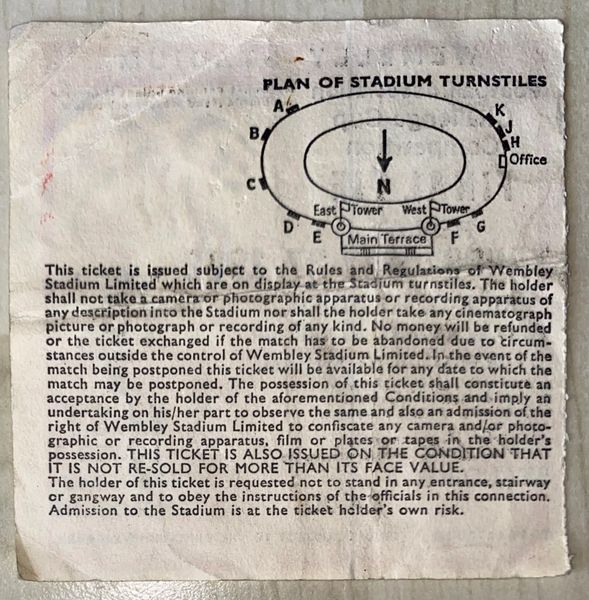 PLAN OF STADIUM TURNSTILES
A
K
B
J
H
Office
C
N
East Tower
West Tower
D
E
Main Terrace
F
G
This ticket is issued subject to the Rules and Regulations of Wembley
Stadium Limited which are on display at the Stadium turnstiles. The holder
shall not take a camera or photographic apparatus or recording apparatus of
any description into the Stadium nor shall the holder take any cinematograph
picture or photograph or recording of any kind. No money will be refunded
or the ticket exchanged if the match has to be abandoned due to circum-
stances outside the control of Wembley Stadium Limited. In the event of the
match being postponed this ticket will be available for any date to which the
match may be postponed. The possession of this ticket shall constitute an
acceptance by the holder of the aforementioned Conditions and imply an
undertaking on his/her part to observe the same and also an admission of the
right of Wembley Stadium Limited to confiscate any camera and/or photo-
graphic or recording apparatus, film or plates or tapes in the holder's
possession. THIS TICKET IS ALSO ISSUED ON THE CONDITION THAT
IT IS NOT RE-SOLD FOR MORE THAN ITS FACE VALUE.
The holder of this ticket is requested not to stand in any entrance, stairway
or gangway and to obey the instructions of the officials in this connection.
Admission to the Stadium is at the ticket holder's own risk.